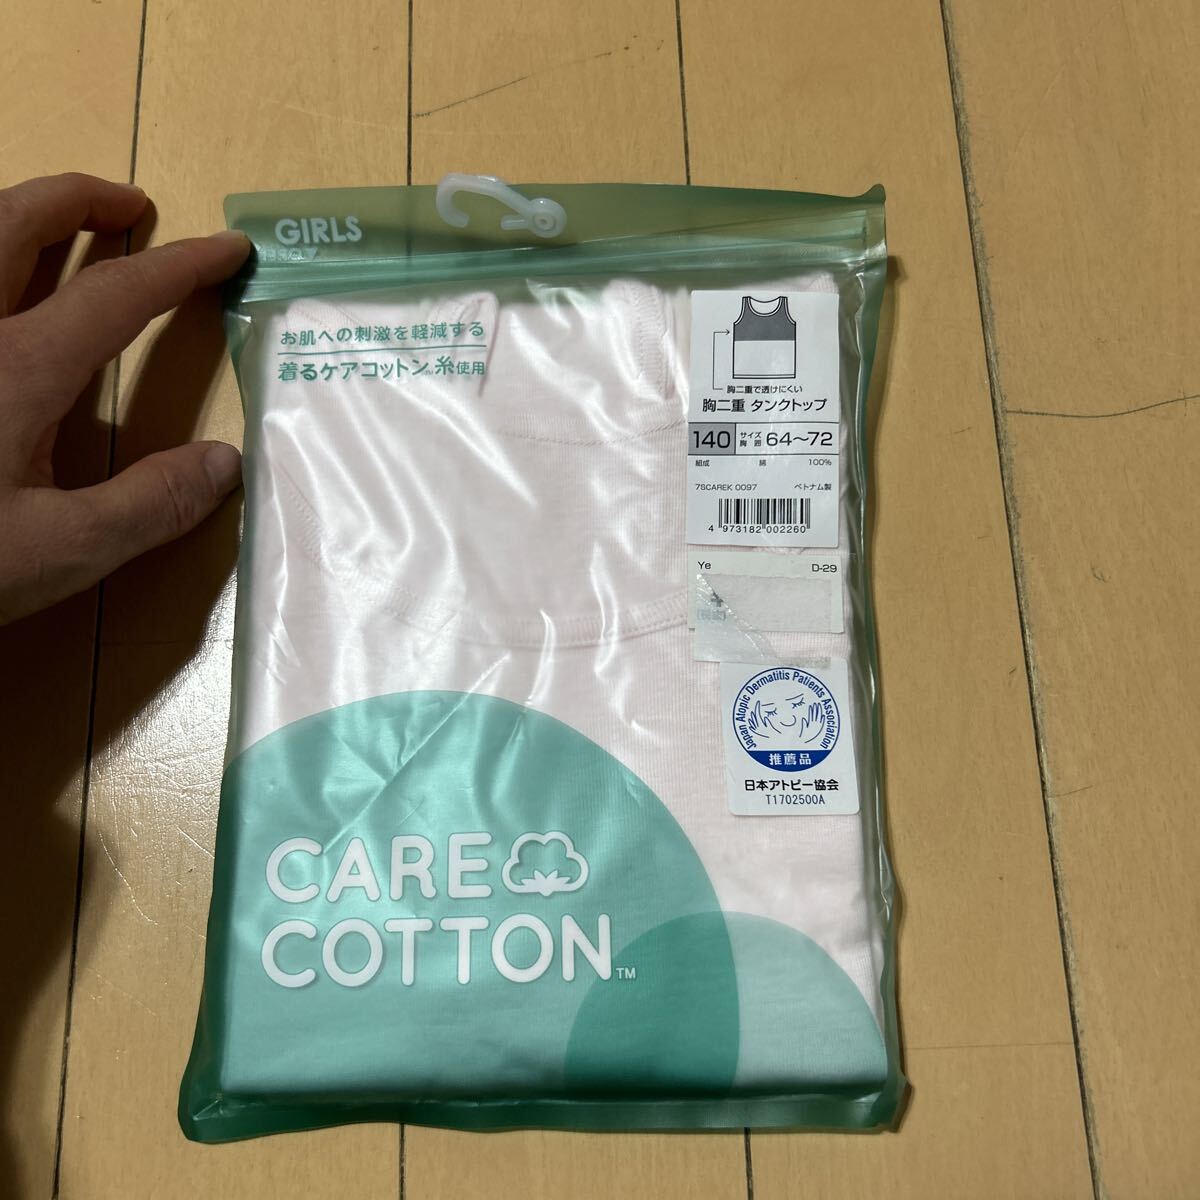 GIRLS
お肌への刺激を軽減する
着るケアコットン™糸使用
胸二重で透けにくい
胸二重 タンクトップ
140 サイズ 胸囲 64〜72
組成 綿 100%
7SCAREK 0097 ベトナム製
4 973182 002260
Ye D-29
Japan Atopic Dermatitis Patients Association
推薦品
日本アトピー協会
T1702500A
CARE
COTTON™